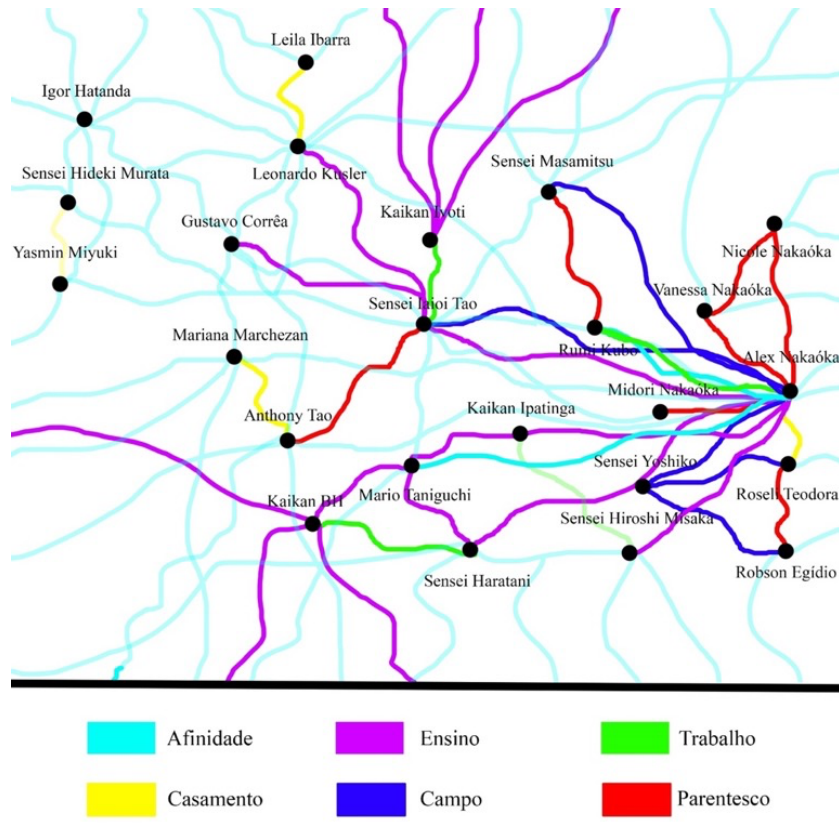 Leila Ibarra
Igor Hatanda
Sensei Masamitsu
Sensei Hideki Murata
Leonardo Kusler
Gustavo Corrêa
Kaikan Iyoti
Yasmin Miyuki
Nicole Nakaóka
Vanessa Nakaóka
Sensei Iaioi Tao
Mariana Marchezan
Rumi Kubo
Alex Nakaóka
Midori Nakaóka
Anthony Tao
Kaikan Ipatinga
Sensei Yoshiko
Kaikan BH
Mario Taniguchi
Roseli Teodora
Sensei Hiroshi Misaka
Sensei Haratani
Robson Egídio
Afinidade
Ensino
Trabalho
Casamento
Campo
Parentesco